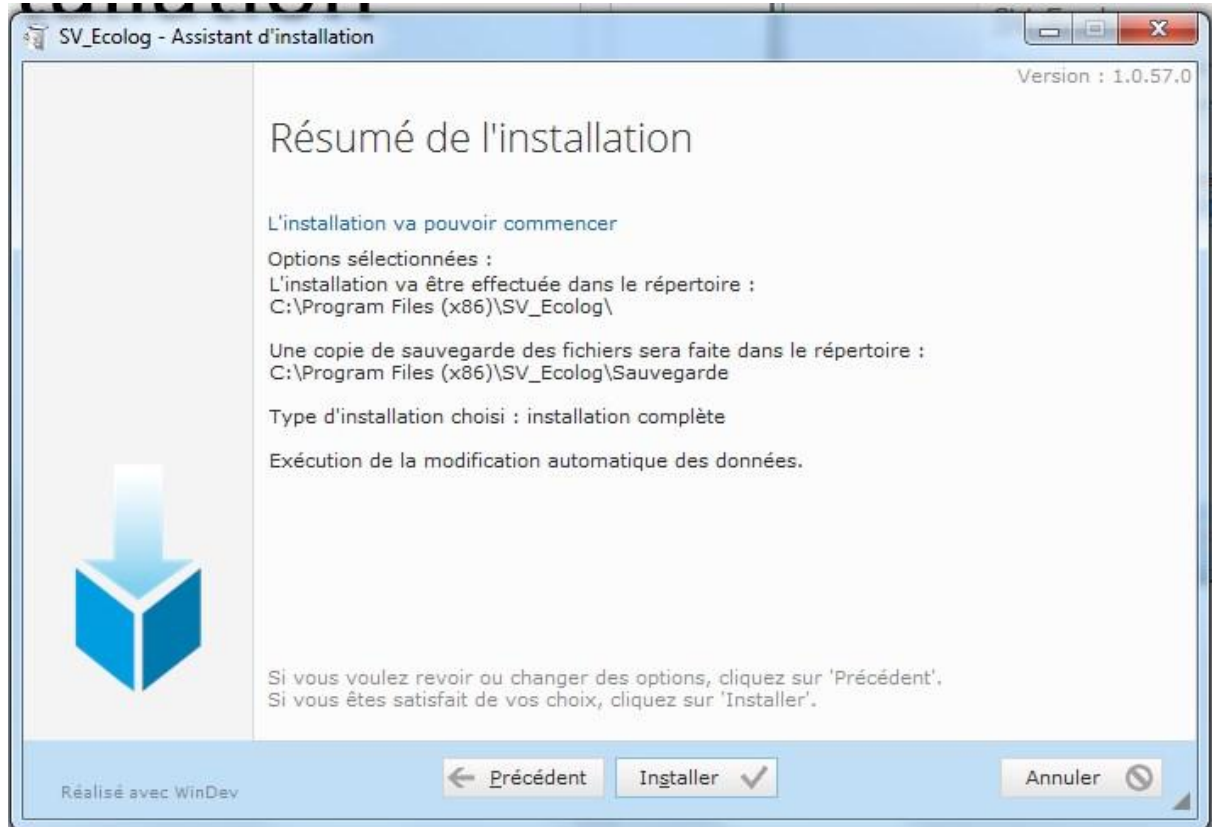 SV_Ecolog - Assistant d'installation
Version : 1.0.57.0
Résumé de l'installation
L'installation va pouvoir commencer
Options sélectionnées :
L'installation va être effectuée dans le répertoire :
C:\Program Files (x86)\SV_Ecolog\
Une copie de sauvegarde des fichiers sera faite dans le répertoire :
C:\Program Files (x86)\SV_Ecolog\Sauvegarde
Type d'installation choisi : installation complète
Exécution de la modification automatique des données.
Si vous voulez revoir ou changer des options, cliquez sur 'Précédent'.
Si vous êtes satisfait de vos choix, cliquez sur 'Installer'.
Réalisé avec WinDev
Précédent
Installer
Annuler